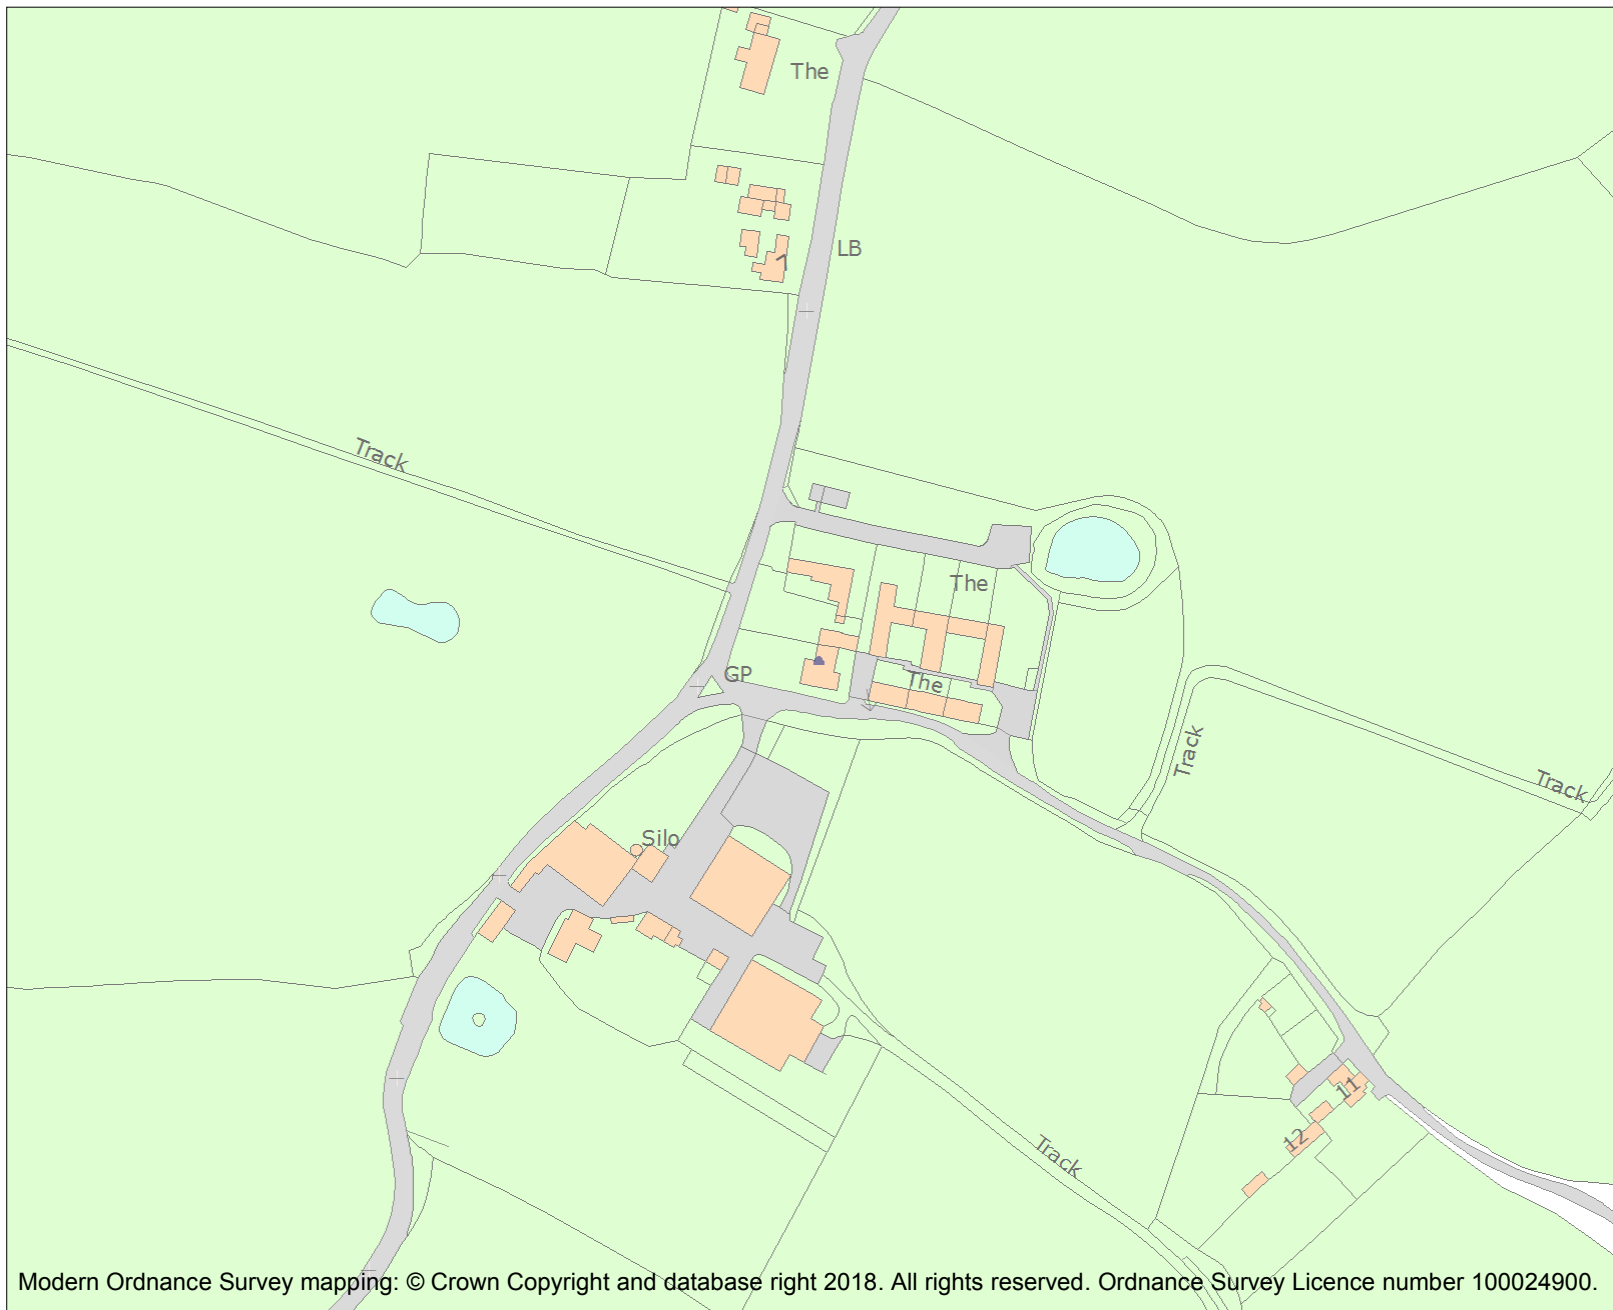 The
LB
7
Track
The
GP
The
Track
Track
Silo
11
12
Track
Modern Ordnance Survey mapping: © Crown Copyright and database right 2018. All rights reserved. Ordnance Survey Licence number 100024900.